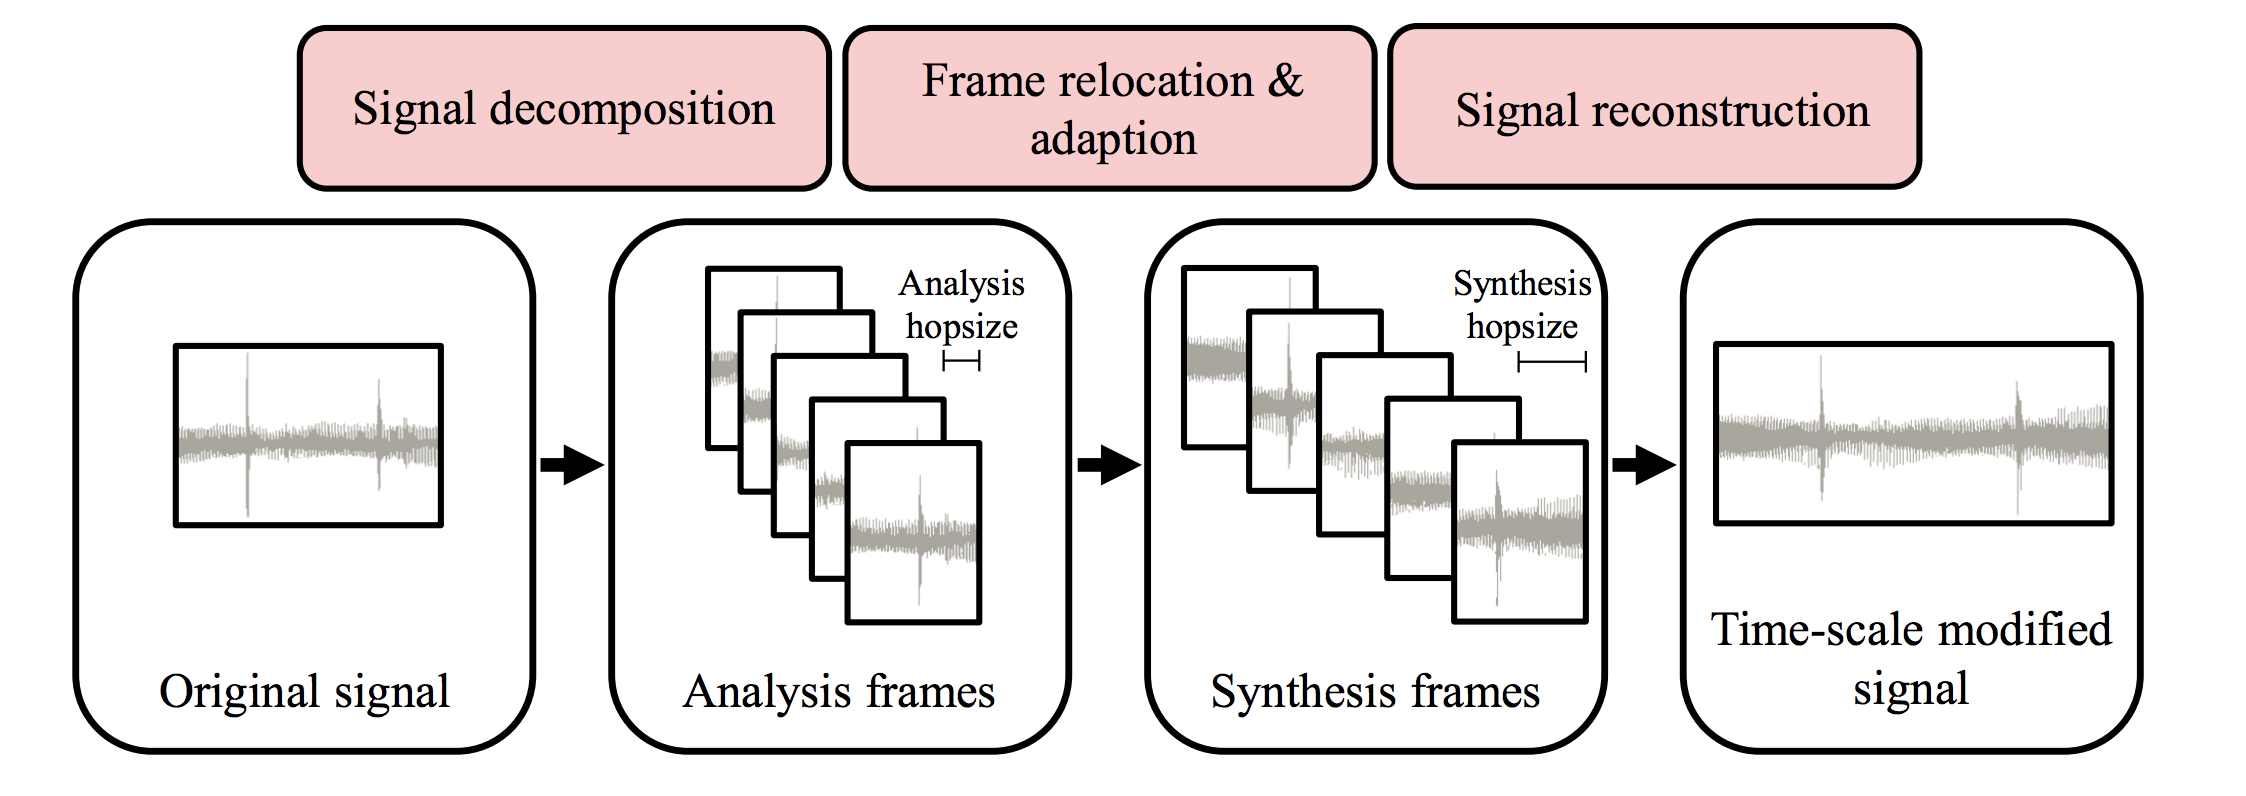 Signal decomposition
Frame relocation &
adaption
Signal reconstruction
Original signal
Analysis
hopsize
Analysis frames
Synthesis
hopsize
Synthesis frames
Time-scale modified
signal